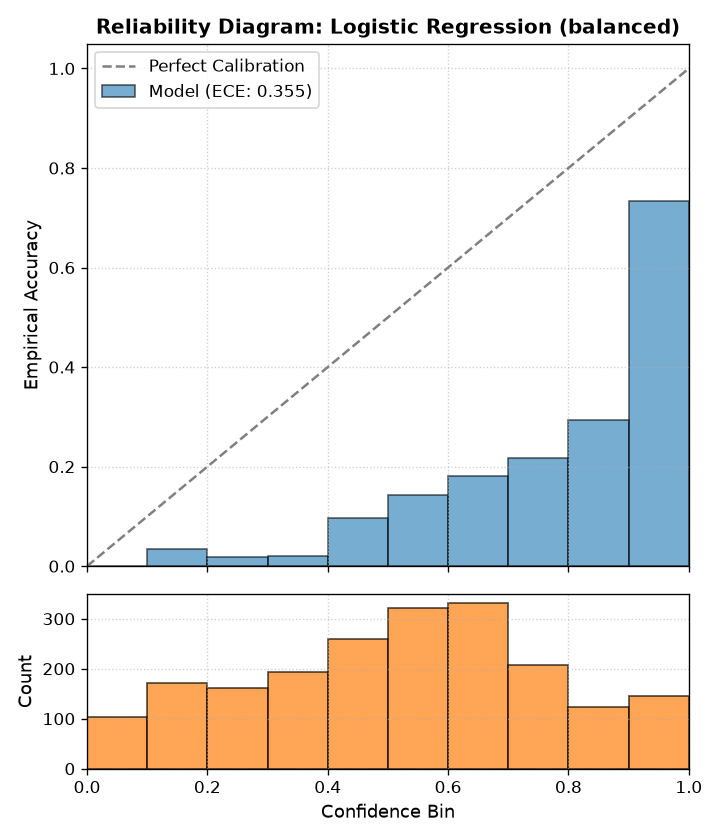 Reliability Diagram: Logistic Regression (balanced)
Perfect Calibration
Model (ECE: 0.355)
1.0
0.8
0.6
0.4
0.2
0.0
Empirical Accuracy
300
200
100
0
Count
0.0 0.2 0.4 0.6 0.8 1.0
Confidence Bin